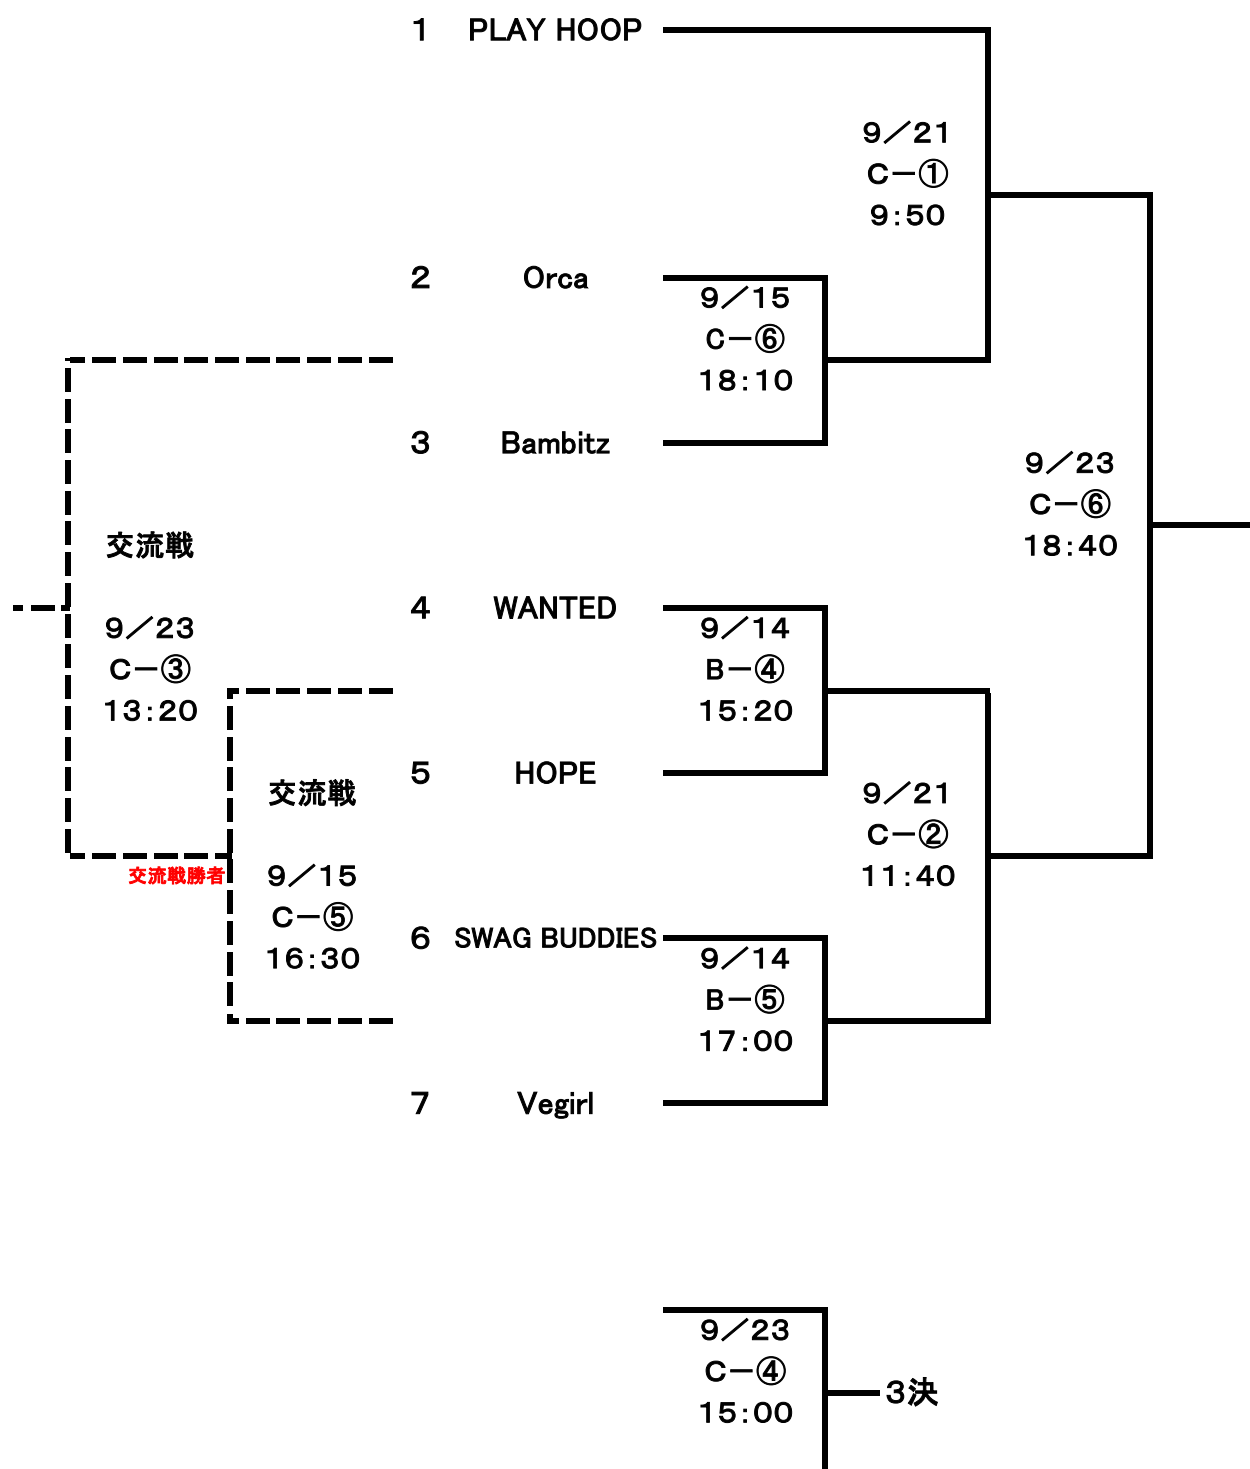 1 PLAY HOOP
9／21
C－①
9:50
2 Orca
9／15
C－⑥
18:10
3 Bambitz
9／23
C－⑥
18:40
交流戦
9／23
C－③
13:20
4 WANTED
9／14
B－④
15:20
5 HOPE
9／21
C－②
11:40
交流戦
交流戦勝者
9／15
C－⑤
16:30
6 SWAG BUDDIES
9／14
B－⑤
17:00
7 Vegirl
9／23
C－④
15:00
3決